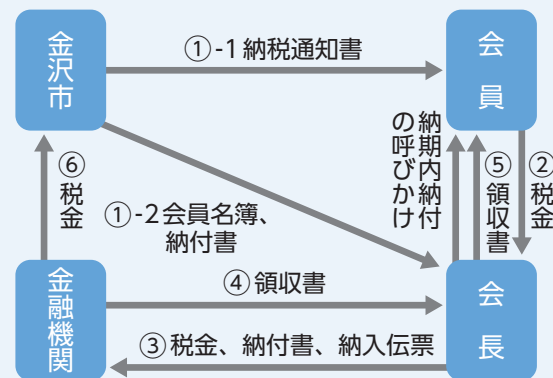 金沢市
①-1 納税通知書
会員
納期内納付
の呼びかけ
⑤領収書
②税金
⑥税金
①-2会員名簿、
納付書
金融機関
④領収書
会長
③税金、納付書、納入伝票